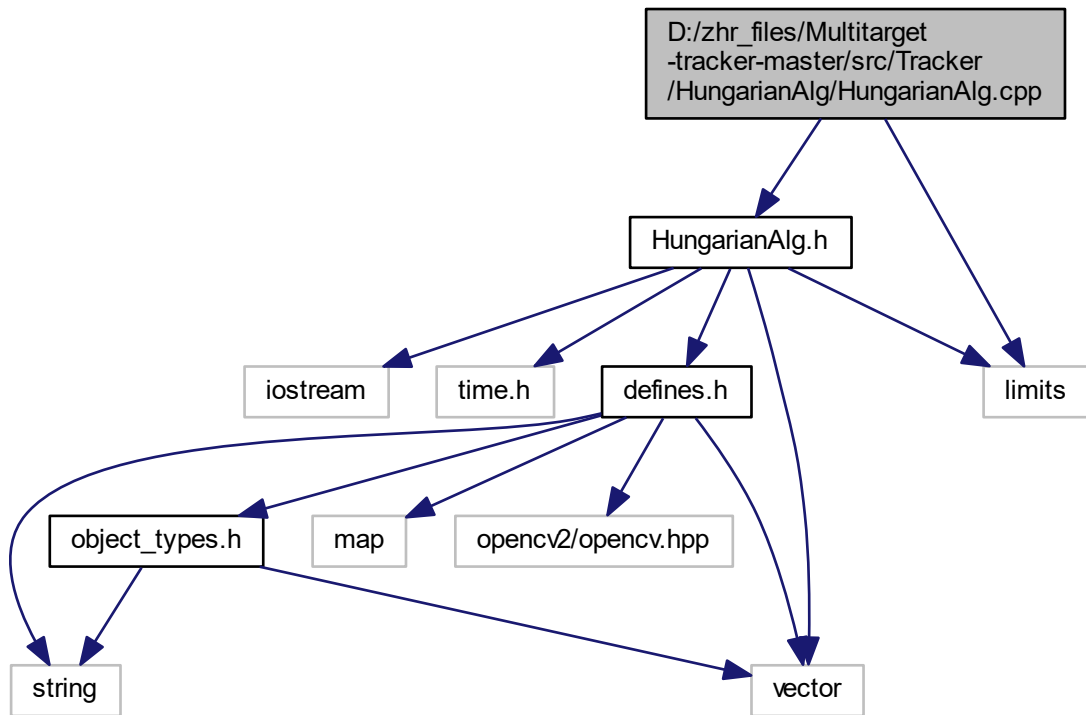 D:/zhr_files/Multitarget
-tracker-master/src/Tracker
/HungarianAlg/HungarianAlg.cpp
HungarianAlg.h
iostream
time.h
defines.h
limits
object_types.h
map
opencv2/opencv.hpp
string
vector